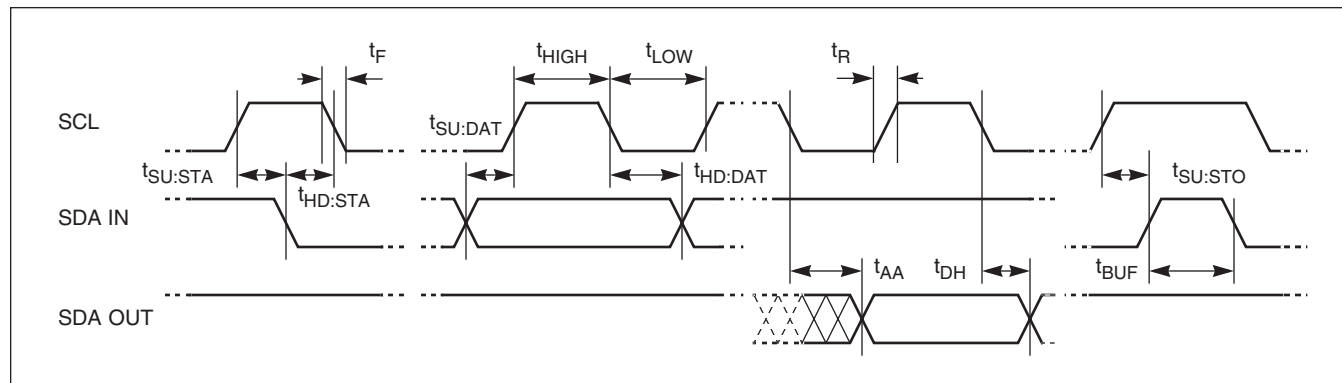 tF
tHIGH
tLOW
tR
SCL
tSU:DAT
tSU:STA
tHD:STA
tHD:DAT
tSU:STO
SDA IN
tAA
tDH
tBUF
SDA OUT